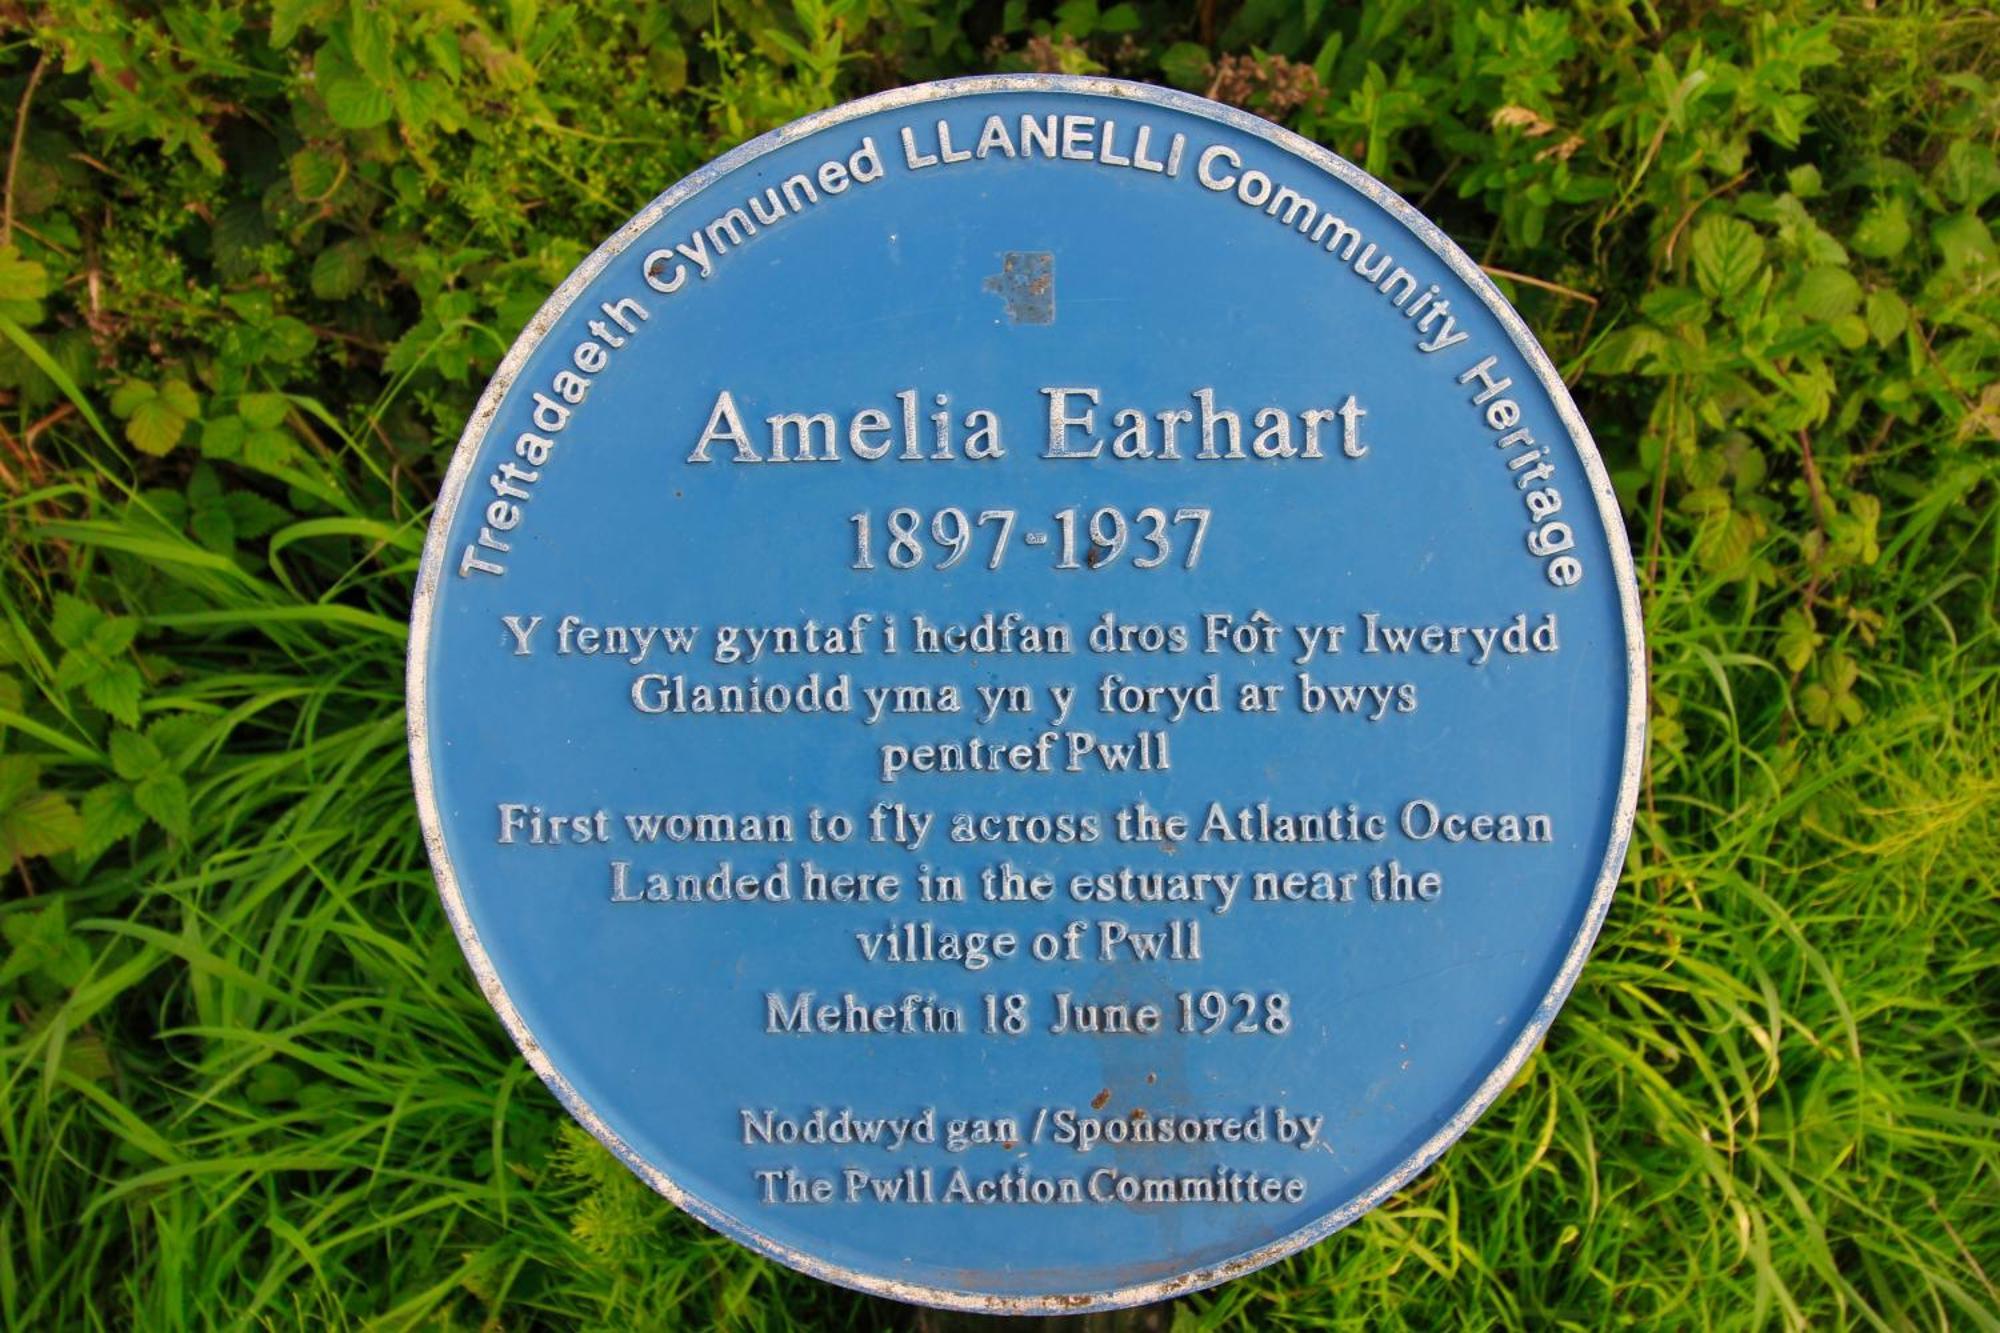 Treftadaeth Cymuned LLANELLI Community Heritage
Amelia Earhart
1897-1937
Y fenyw gyntaf i hedfan dros Fôr yr Iwerydd
Glaniodd yma yn y foryd ar bwys
pentref Pwll
First woman to fly across the Atlantic Ocean
Landed here in the estuary near the
village of Pwll
Mehefin 18 June 1928
Noddwyd gan / Sponsored by
The Pwll Action Committee